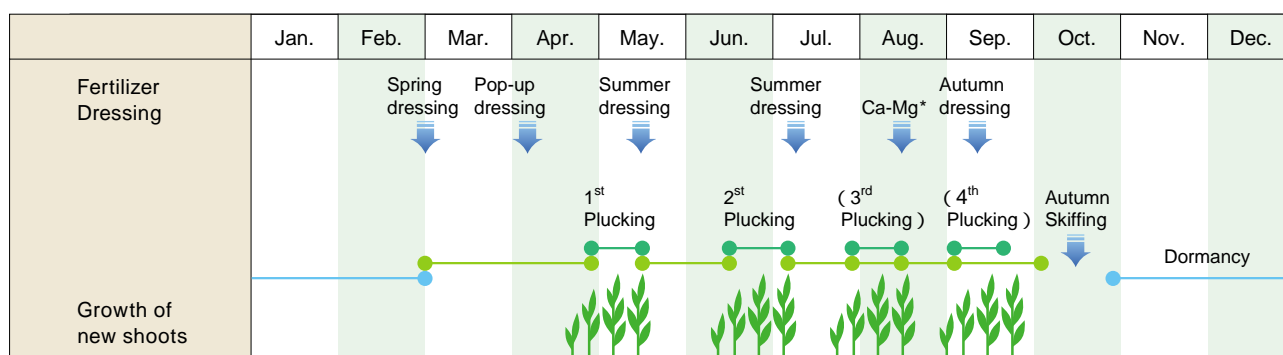 Jan. Feb. Mar. Apr. May. Jun. Jul. Aug. Sep. Oct. Nov. Dec.
Fertilizer
Dressing
Spring
dressing
Pop-up
dressing
Summer
dressing
Summer
dressing
Ca-Mg*
Autumn
dressing
1st
Plucking
2st
Plucking
( 3rd
Plucking )
( 4th
Plucking )
Autumn
Skiffing
Dormancy
Growth of
new shoots